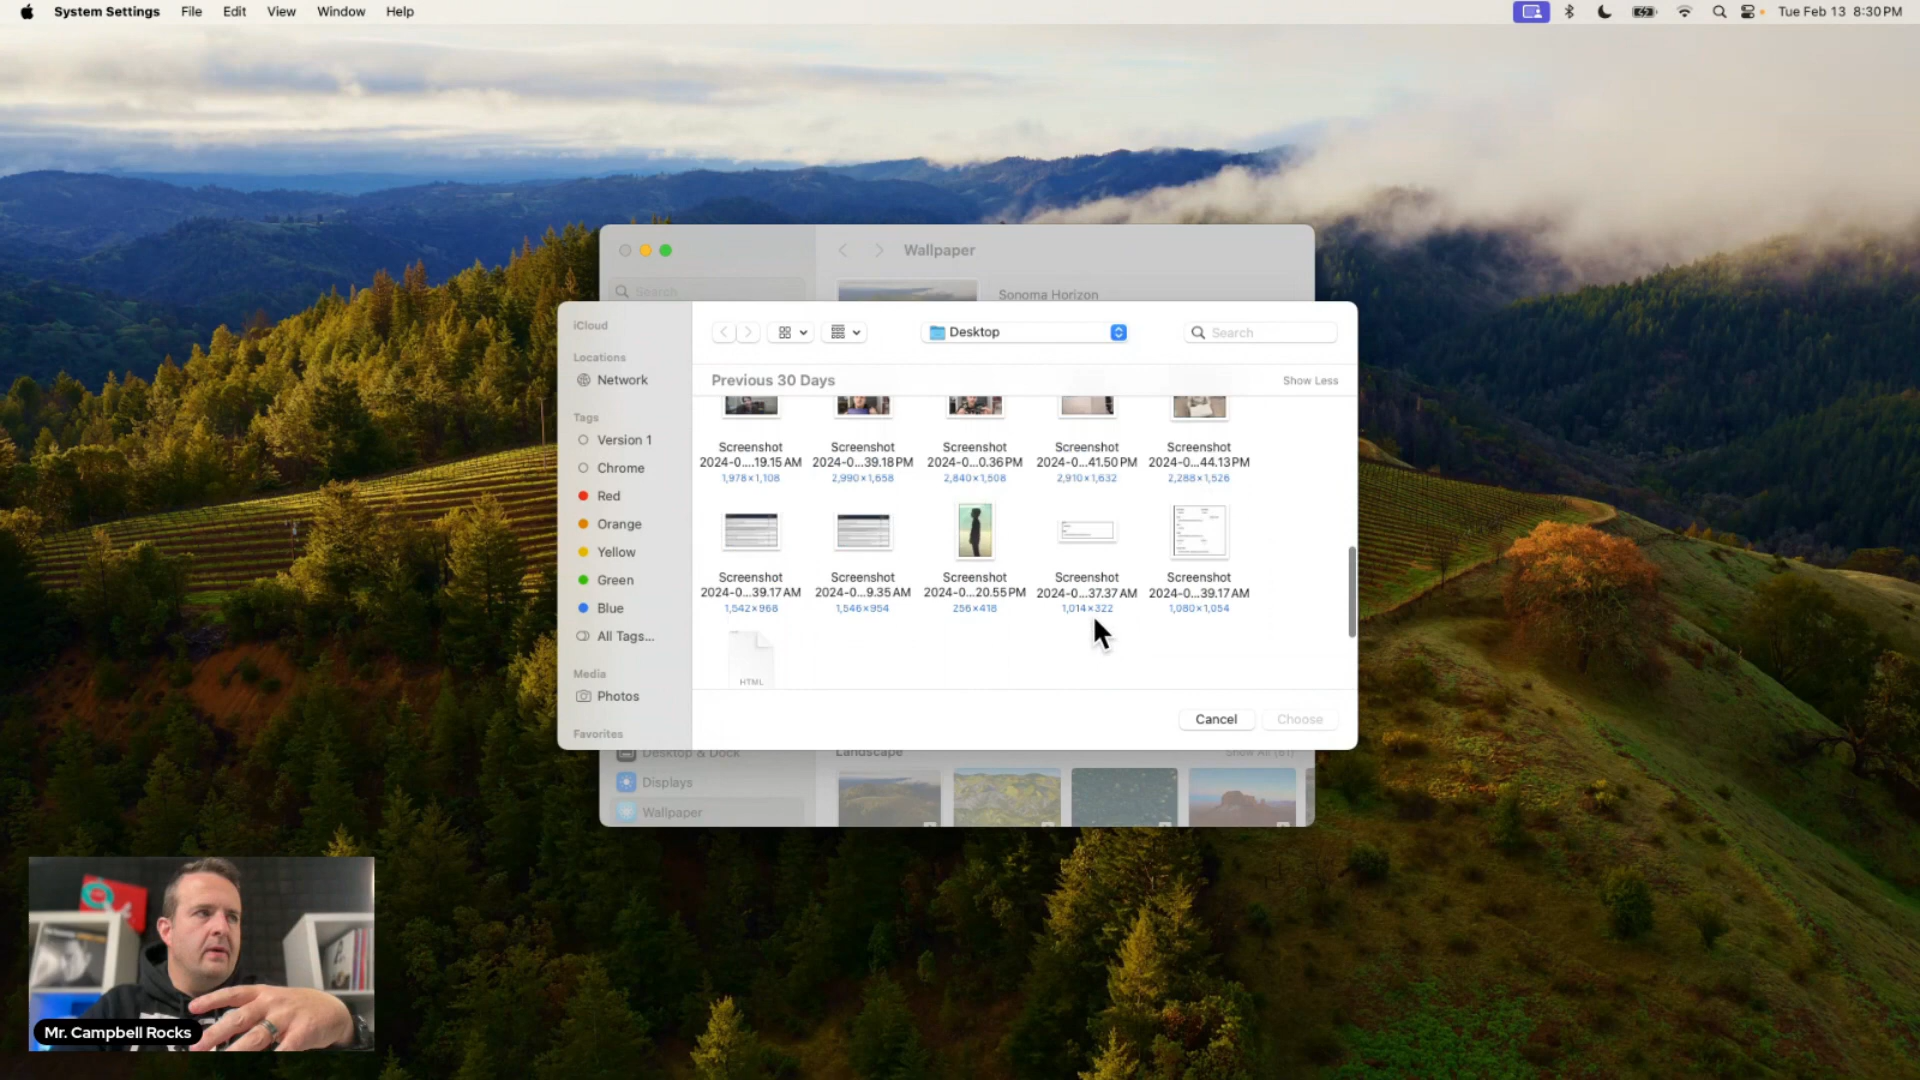 System Settings File Edit View Window Help Tue Feb 13 8:30 PM
Wallpaper
Search
Sonoma Horizon
iCloud
Locations
Network
Tags
Version 1
Chrome
Red
Orange
Yellow
Green
Blue
All Tags...
Media
Photos
Favorites
Desktop
Search
Previous 30 Days
Show Less
Screenshot
2024-0....19.15 AM
1,978×1,108
Screenshot
2024-0...39.18 PM
2,990×1,658
Screenshot
2024-0...0.36 PM
2,840×1,508
Screenshot
2024-0...41.50 PM
2,910×1,632
Screenshot
2024-0...44.13 PM
2,288×1,526
Screenshot
2024-0...39.17 AM
1,542×968
Screenshot
2024-0...9.35 AM
1,546×954
Screenshot
2024-0...20.55 PM
256×418
Screenshot
2024-0...37.37 AM
1,014×322
Screenshot
2024-0...39.17 AM
1,080×1,054
HTML
Cancel
Choose
Desktop & Dock
Displays
Wallpaper
Landscape
Show All (61)
Mr. Campbell Rocks